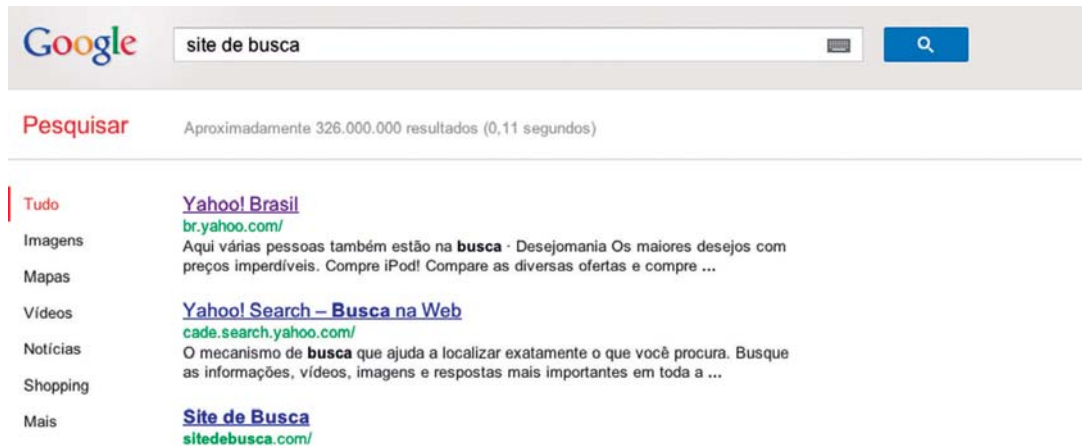 Google
site de busca
Pesquisar
Aproximadamente 326.000.000 resultados (0,11 segundos)
Tudo
Imagens
Mapas
Vídeos
Notícias
Shopping
Mais
Yahoo! Brasil
br.yahoo.com/
Aqui várias pessoas também estão na busca · Desejomania Os maiores desejos com
preços imperdíveis. Compre iPod! Compare as diversas ofertas e compre ...
Yahoo! Search – Busca na Web
cade.search.yahoo.com/
O mecanismo de busca que ajuda a localizar exatamente o que você procura. Busque
as informações, vídeos, imagens e respostas mais importantes em toda a ...
Site de Busca
sitedebusca.com/